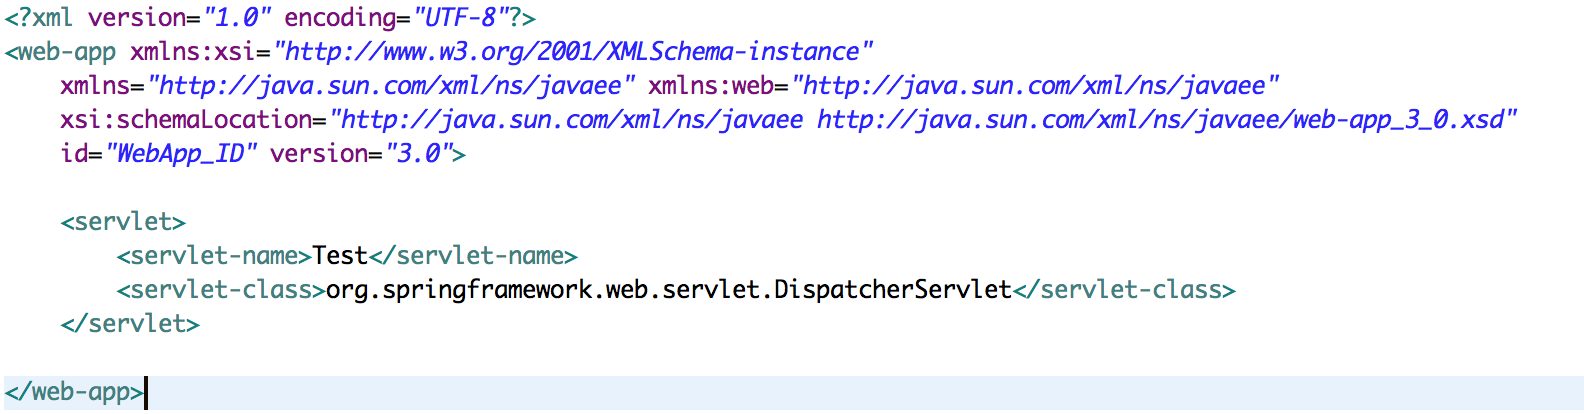 <?xml version="1.0" encoding="UTF-8"?>
<web-app xmlns:xsi="http://www.w3.org/2001/XMLSchema-instance"
    xmlns="http://java.sun.com/xml/ns/javaee" xmlns:web="http://java.sun.com/xml/ns/javaee"
    xsi:schemaLocation="http://java.sun.com/xml/ns/javaee http://java.sun.com/xml/ns/javaee/web-app_3_0.xsd"
    id="WebApp_ID" version="3.0">
    <servlet>
        <servlet-name>Test</servlet-name>
        <servlet-class>org.springframework.web.servlet.DispatcherServlet</servlet-class>
    </servlet>
</web-app>